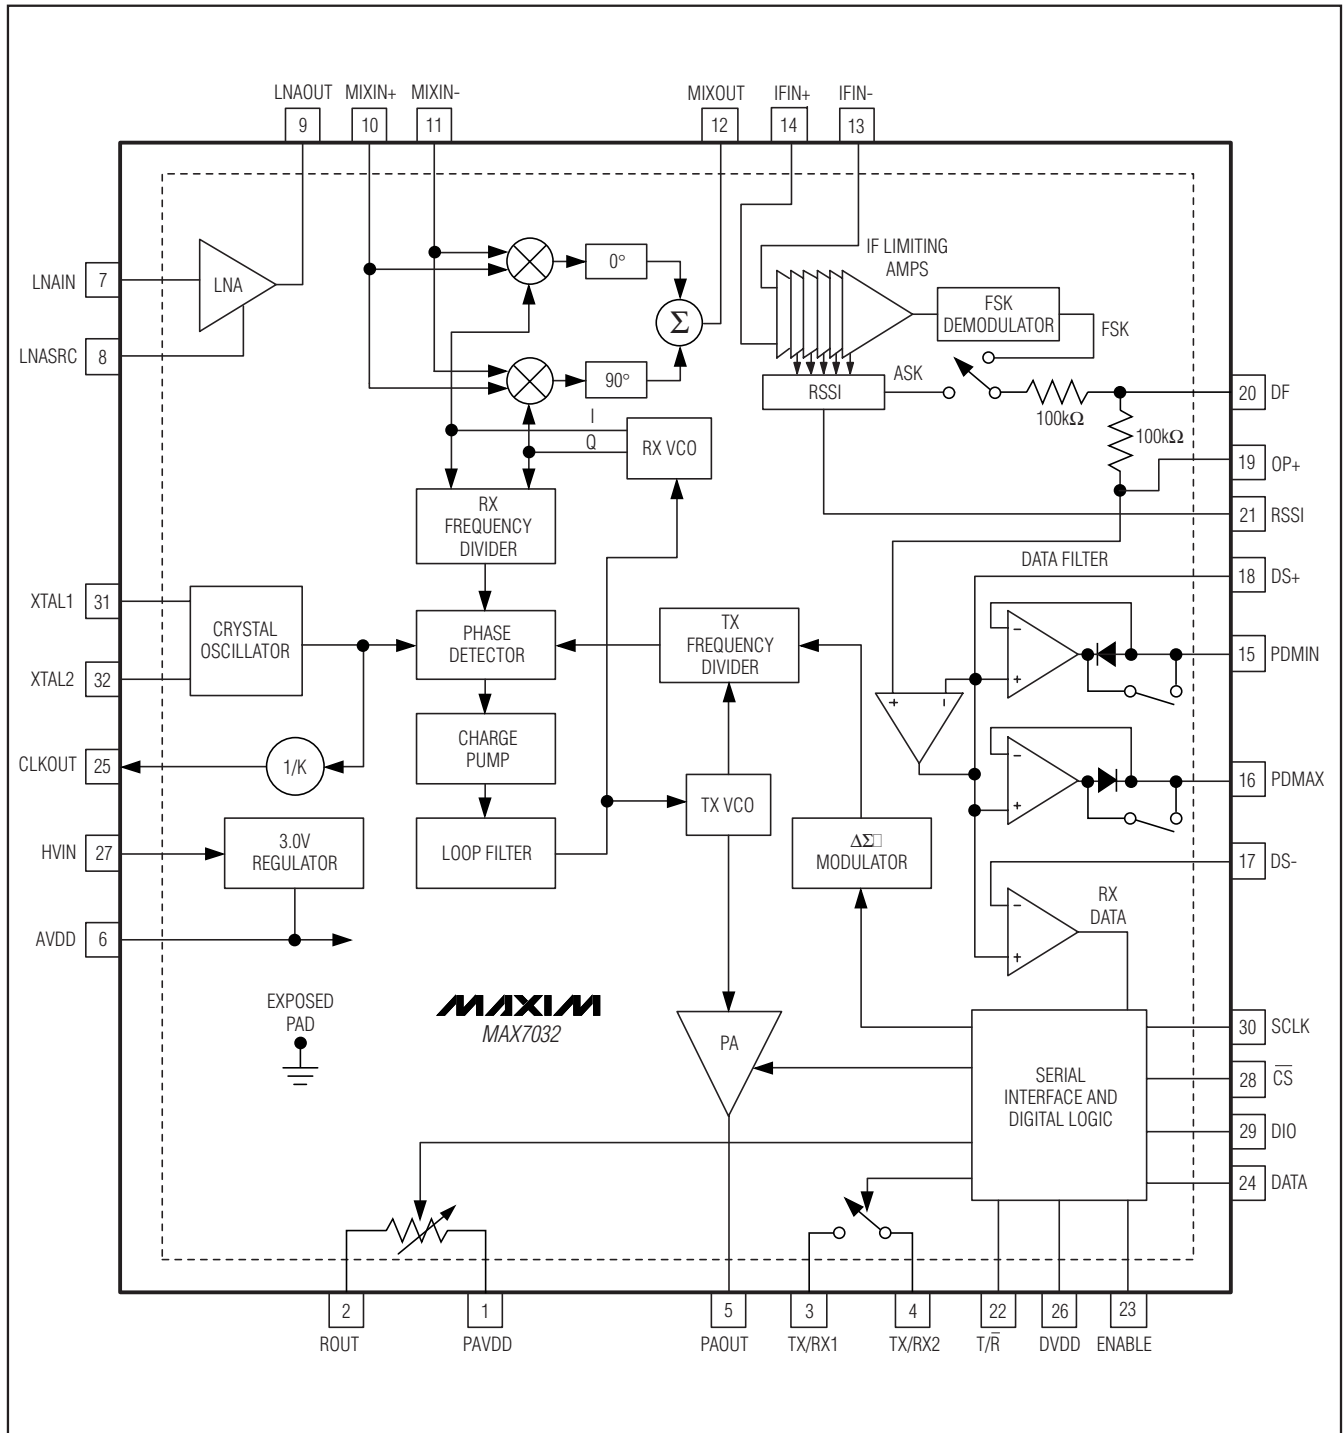 LNAOUT MIXIN+ MIXIN- MIXOUT IFIN+ IFIN-
9 10 11 12 14 13
LNAIN 7
LNA
LNASRC 8
0°
Σ
90°
I
Q
RX VCO
IF LIMITING
AMPS
FSK
DEMODULATOR
FSK
RSSI
ASK
100kΩ
100kΩ
20 DF
19 OP+
21 RSSI
RX
FREQUENCY
DIVIDER
DATA FILTER
18 DS+
XTAL1 31
XTAL2 32
CRYSTAL
OSCILLATOR
PHASE
DETECTOR
TX
FREQUENCY
DIVIDER
+ −
− +
15 PDMIN
CLKOUT 25
1/K
CHARGE
PUMP
TX VCO
− +
16 PDMAX
HVIN 27
3.0V
REGULATOR
LOOP FILTER
ΔΣ□
MODULATOR
17 DS-
AVDD 6
− +
RX
DATA
EXPOSED
PAD
MAXIM
MAX7032
PA
SERIAL
INTERFACE AND
DIGITAL LOGIC
30 SCLK
28 C̅S̅
29 DIO
24 DATA
2 1 5 3 4 22 26 23
ROUT PAVDD PAOUT TX/RX1 TX/RX2 T/R̅ DVDD ENABLE